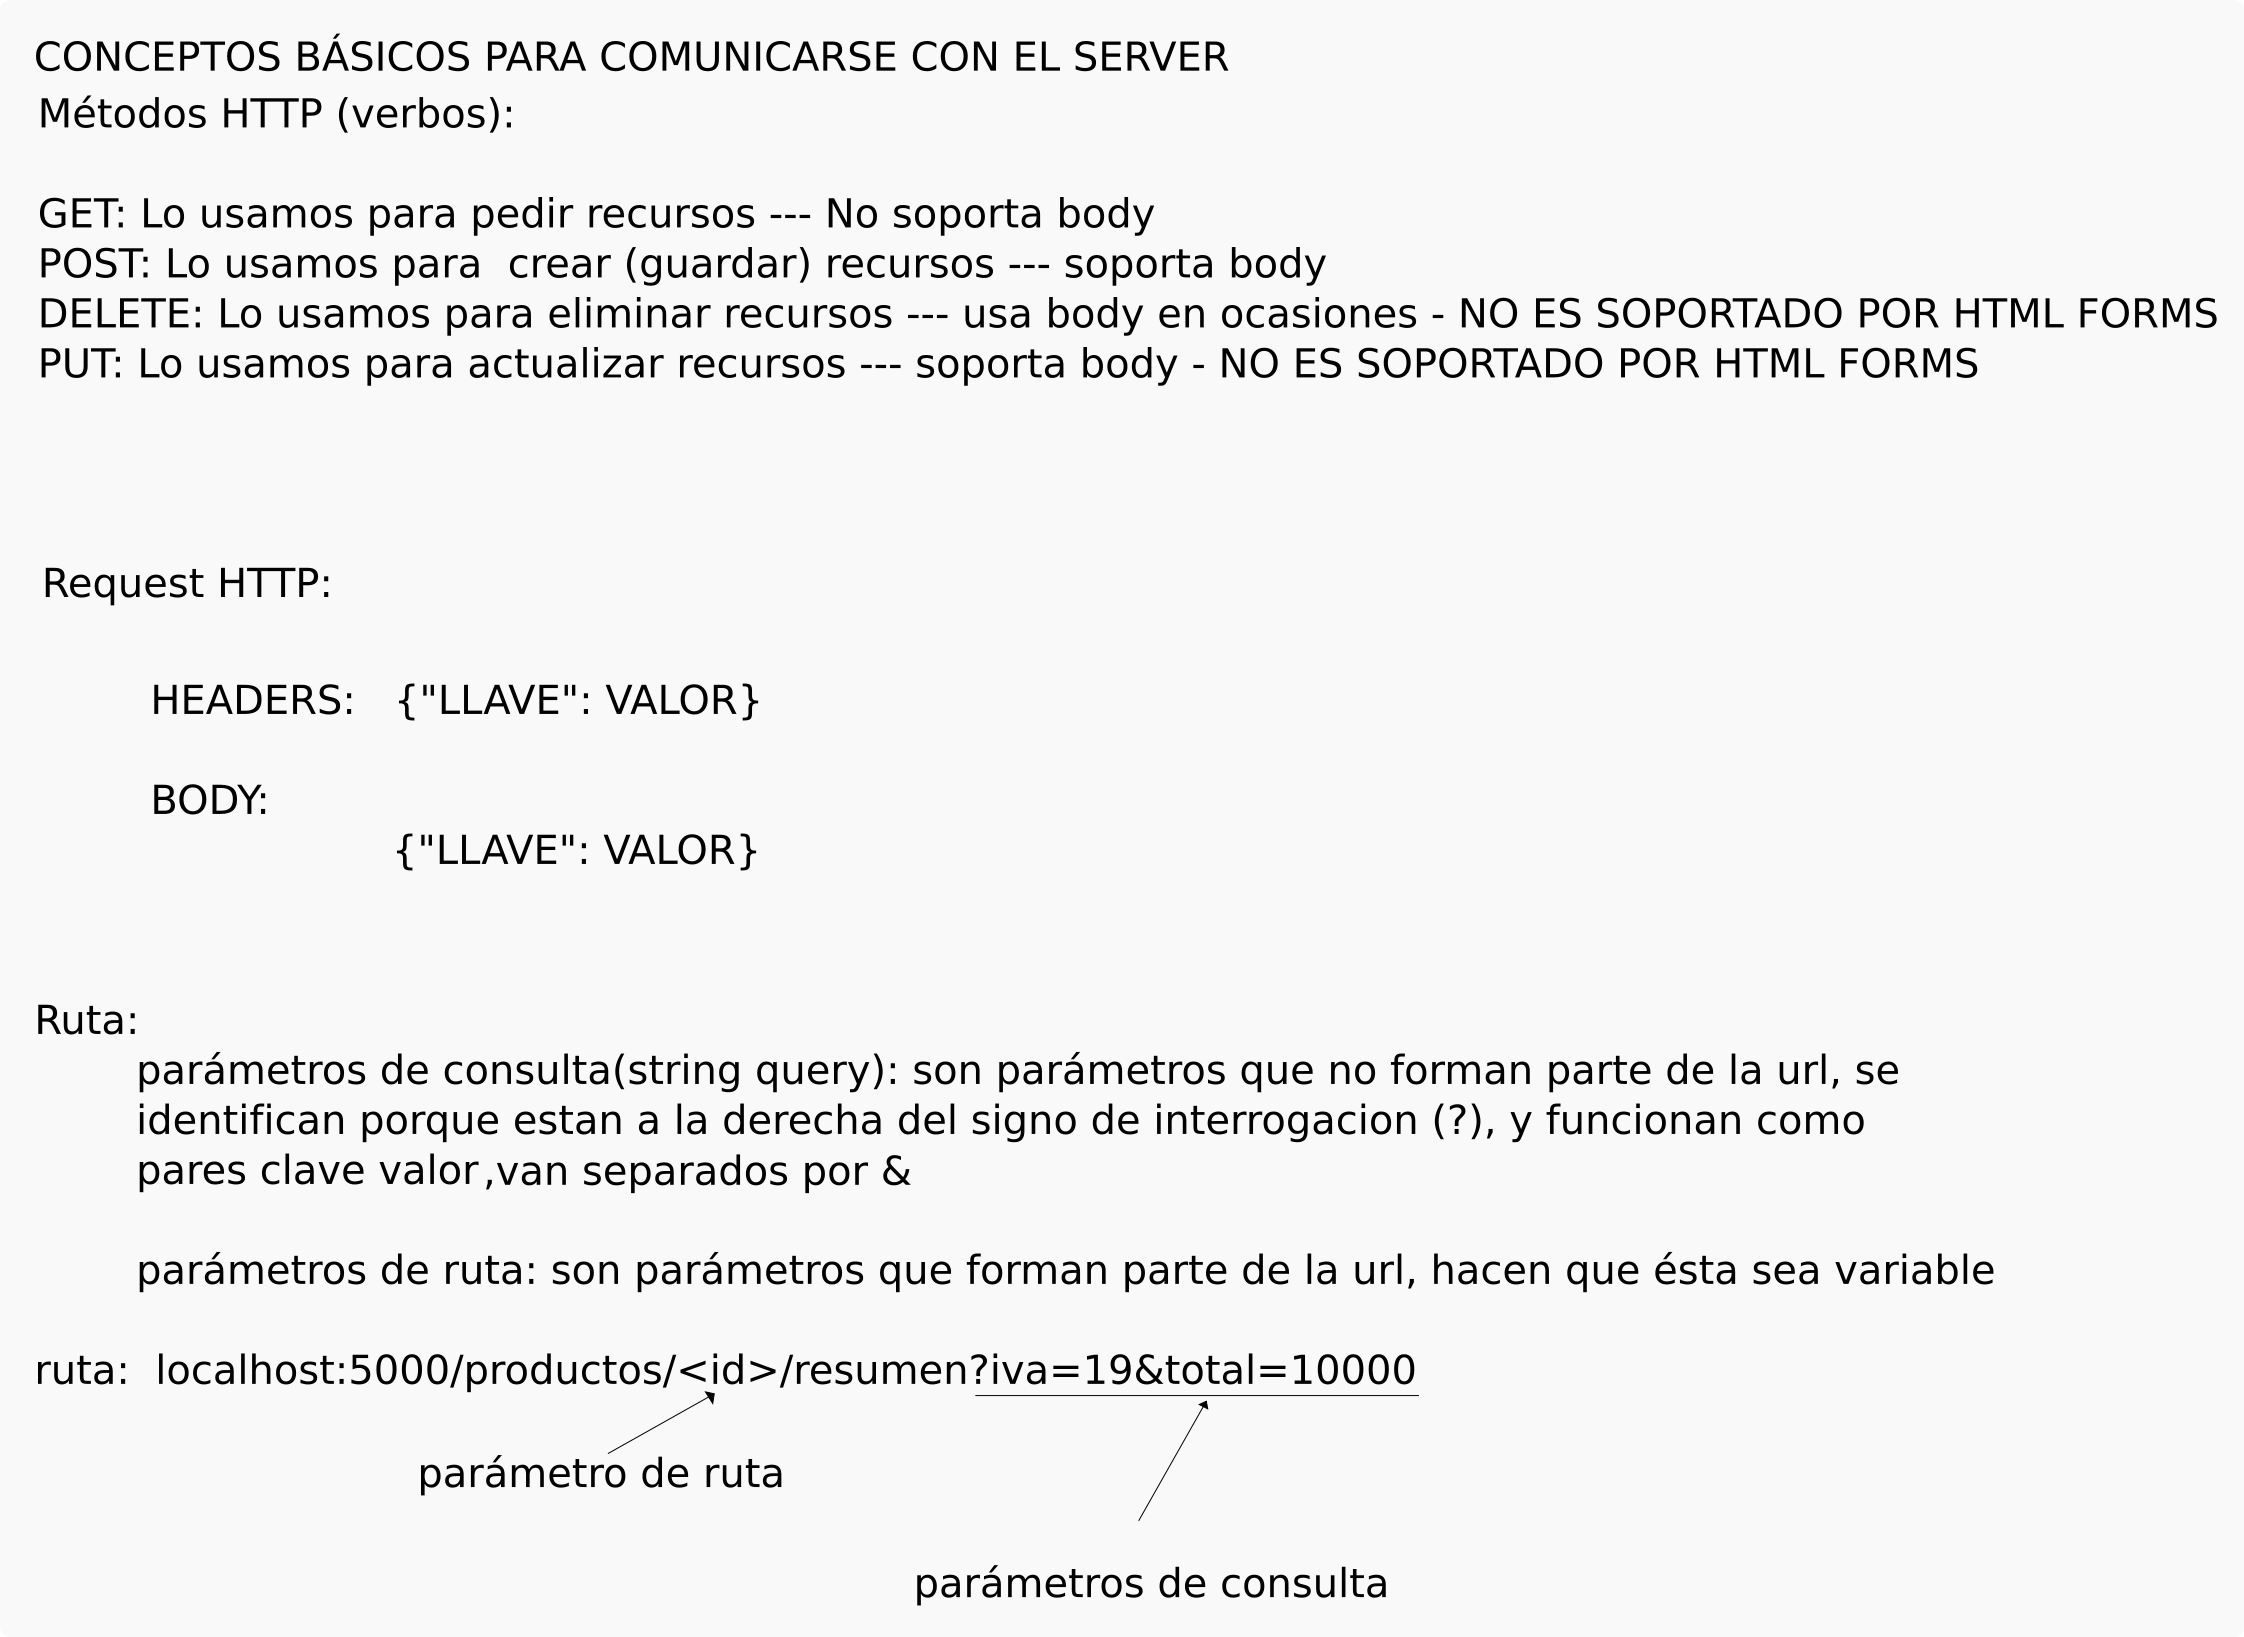 CONCEPTOS BÁSICOS PARA COMUNICARSE CON EL SERVER
Métodos HTTP (verbos):
GET: Lo usamos para pedir recursos --- No soporta body
POST: Lo usamos para  crear (guardar) recursos --- soporta body
DELETE: Lo usamos para eliminar recursos --- usa body en ocasiones - NO ES SOPORTADO POR HTML FORMS
PUT: Lo usamos para actualizar recursos --- soporta body - NO ES SOPORTADO POR HTML FORMS
Request HTTP:
HEADERS: {"LLAVE": VALOR}
BODY:
{"LLAVE": VALOR}
Ruta:
parámetros de consulta(string query): son parámetros que no forman parte de la url, se
identifican porque estan a la derecha del signo de interrogacion (?), y funcionan como
pares clave valor,van separados por &
parámetros de ruta: son parámetros que forman parte de la url, hacen que ésta sea variable
ruta:  localhost:5000/productos/<id>/resumen?iva=19&total=10000
parámetro de ruta
parámetros de consulta